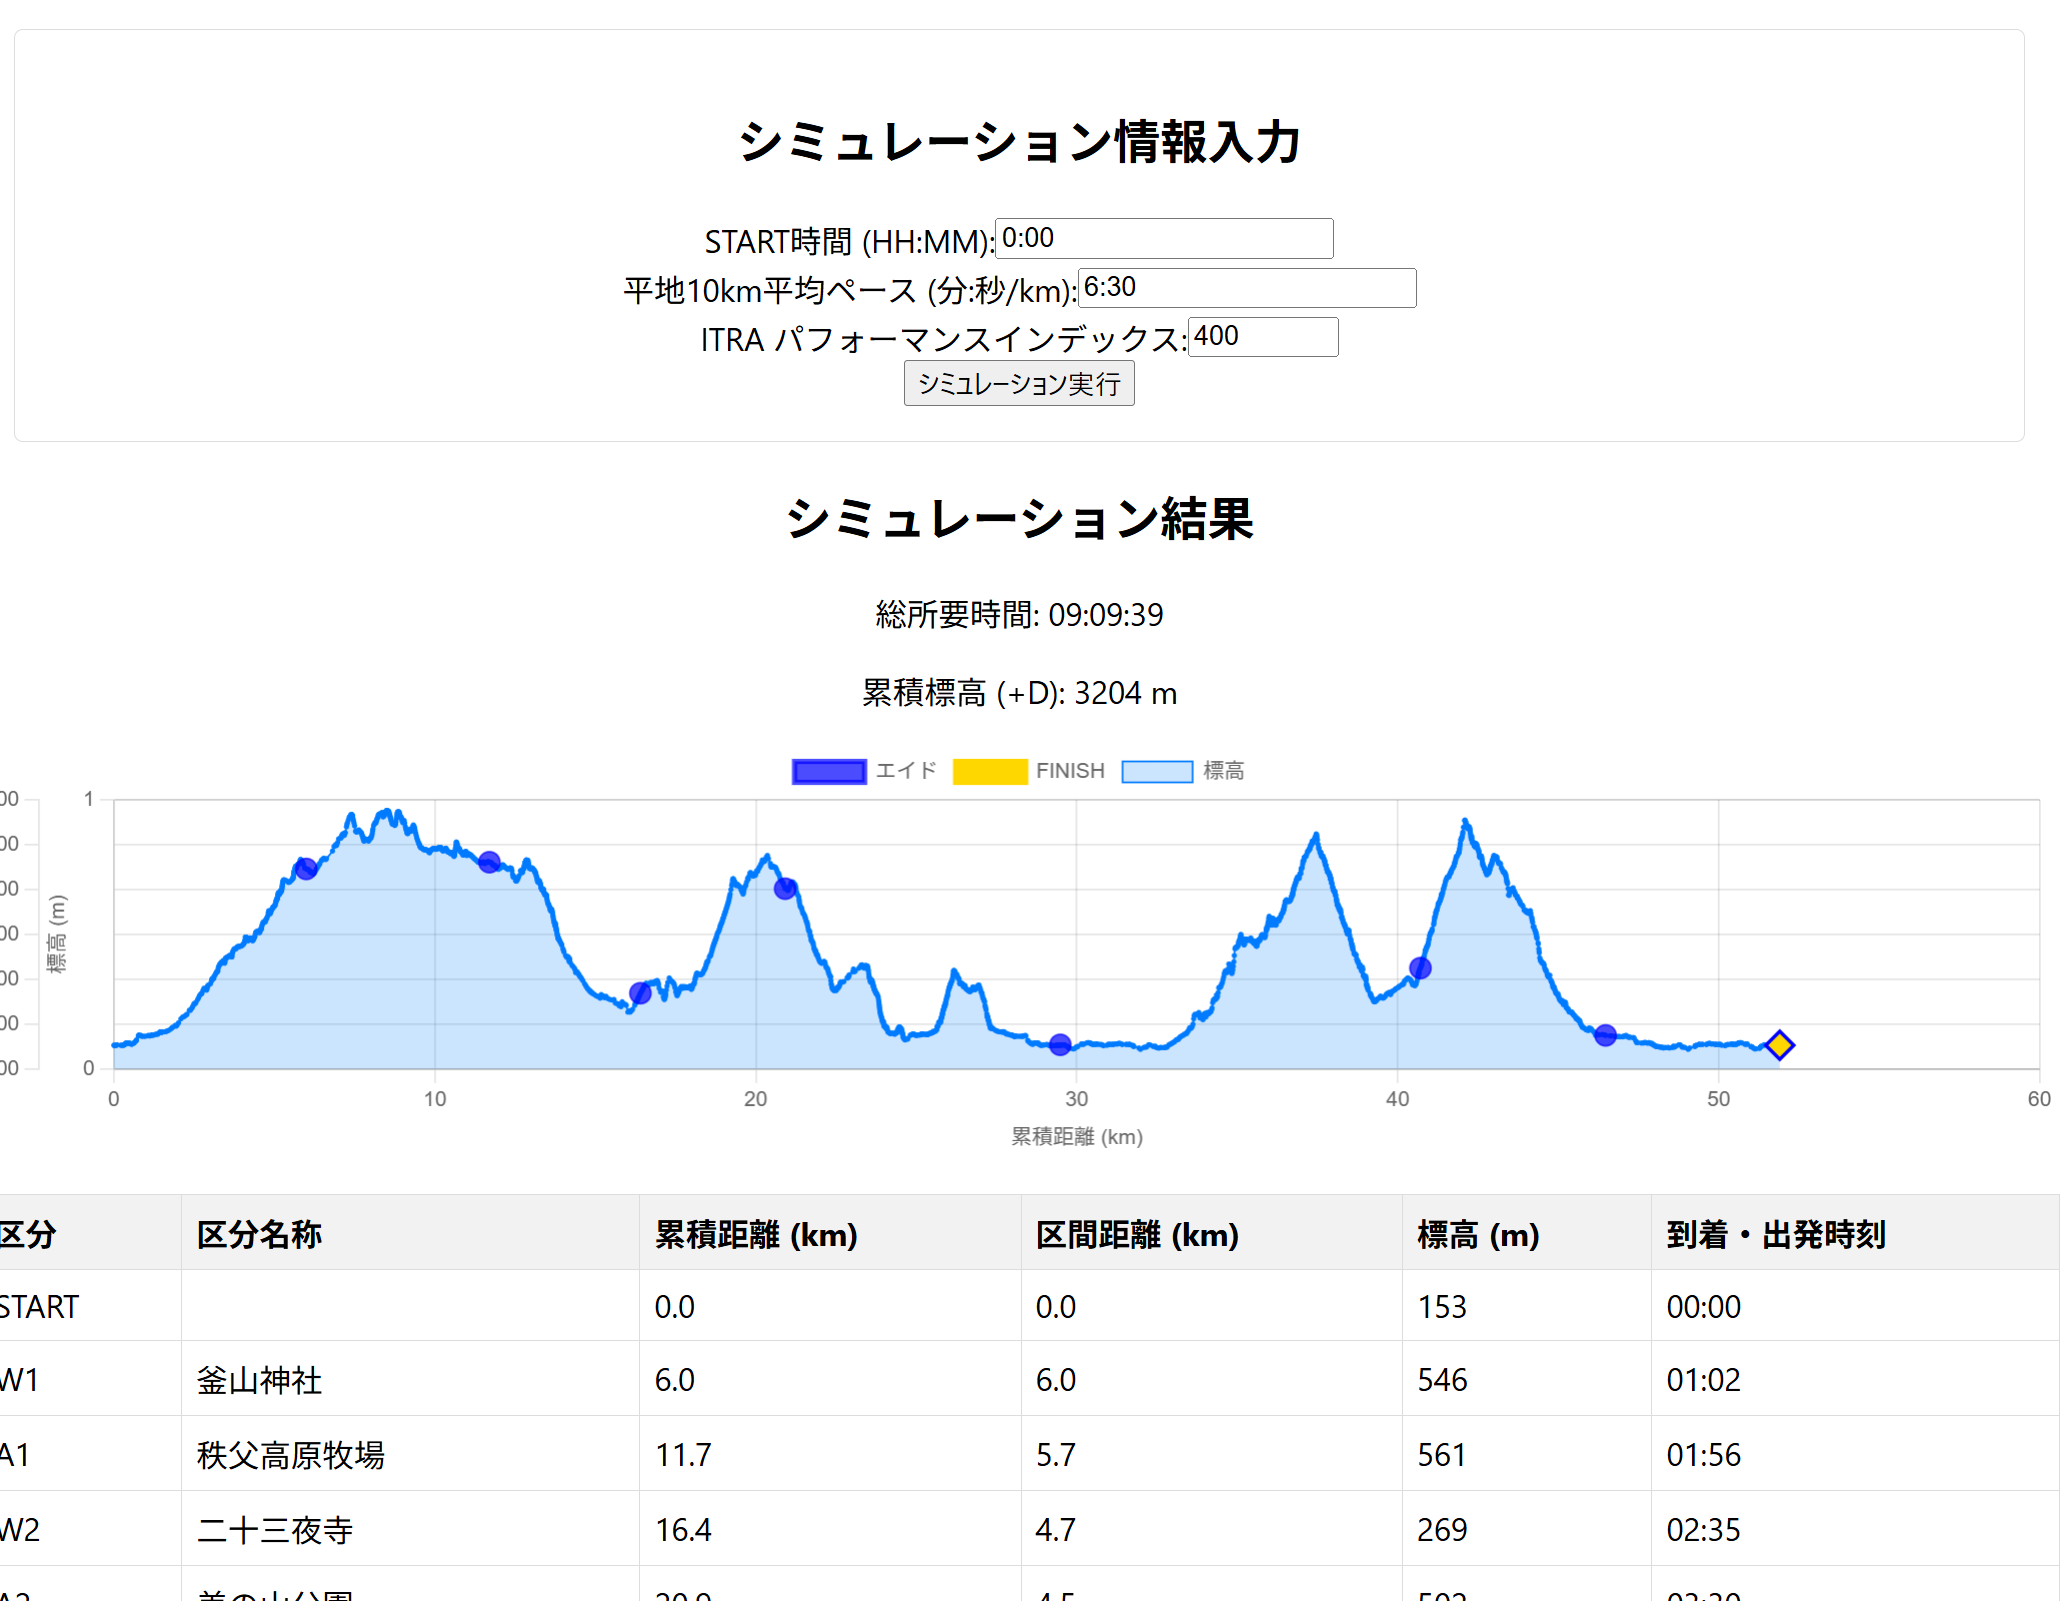 シミュレーション情報入力
START時間 (HH:MM): 0:00
平地10km平均ペース (分:秒/km): 6:30
ITRA パフォーマンスインデックス: 400
シミュレーション実行
シミュレーション結果
総所要時間: 09:09:39
累積標高 (+D): 3204 m
エイド FINISH 標高
00 1
00
00
00
00
00
00 0
標高 (m)
0 10 20 30 40 50 60
累積距離 (km)
区分 区分名称 累積距離 (km) 区間距離 (km) 標高 (m) 到着・出発時刻
START 0.0 0.0 153 00:00
W1 釜山神社 6.0 6.0 546 01:02
A1 秩父高原牧場 11.7 5.7 561 01:56
W2 二十三夜寺 16.4 4.7 269 02:35